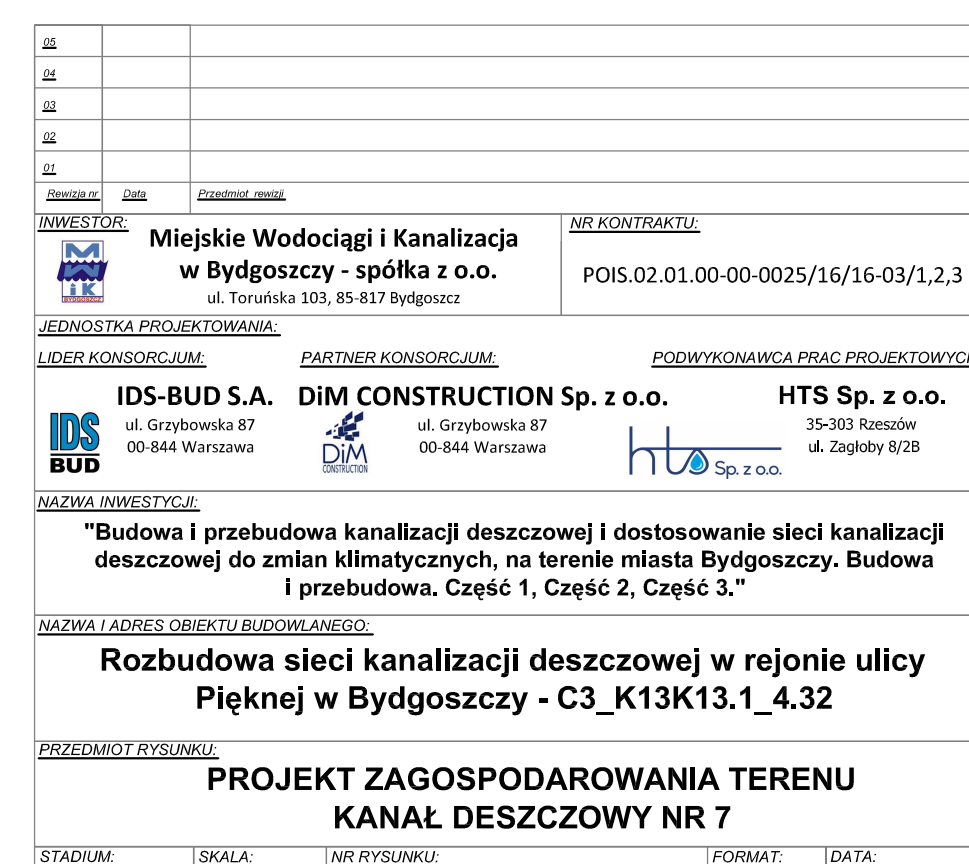 05
04
03
02
01
Rewizja nr Data Przedmiot rewizji
INWESTOR:
MWiK
BYDGOSZCZ
Miejskie Wodociągi i Kanalizacja
w Bydgoszczy - spółka z o.o.
ul. Toruńska 103, 85-817 Bydgoszcz
NR KONTRAKTU:
POIS.02.01.00-00-0025/16/16-03/1,2,3
JEDNOSTKA PROJEKTOWANIA:
LIDER KONSORCJUM:
IDS-BUD S.A.
ul. Grzybowska 87
00-844 Warszawa
IDS
BUD
PARTNER KONSORCJUM:
DiM CONSTRUCTION Sp. z o.o.
ul. Grzybowska 87
00-844 Warszawa
DiM
CONSTRUCTION
PODWYKONAWCA PRAC PROJEKTOWYC
HTS Sp. z o.o.
35-303 Rzeszów
ul. Zagłoby 8/2B
hts Sp. z o.o.
NAZWA INWESTYCJI:
"Budowa i przebudowa kanalizacji deszczowej i dostosowanie sieci kanalizacji
deszczowej do zmian klimatycznych, na terenie miasta Bydgoszczy. Budowa
i przebudowa. Część 1, Część 2, Część 3."
NAZWA I ADRES OBIEKTU BUDOWLANEGO:
Rozbudowa sieci kanalizacji deszczowej w rejonie ulicy
Pięknej w Bydgoszczy - C3_K13K13.1_4.32
PRZEDMIOT RYSUNKU:
PROJEKT ZAGOSPODAROWANIA TERENU
KANAŁ DESZCZOWY NR 7
STADIUM: SKALA: NR RYSUNKU: FORMAT: DATA: